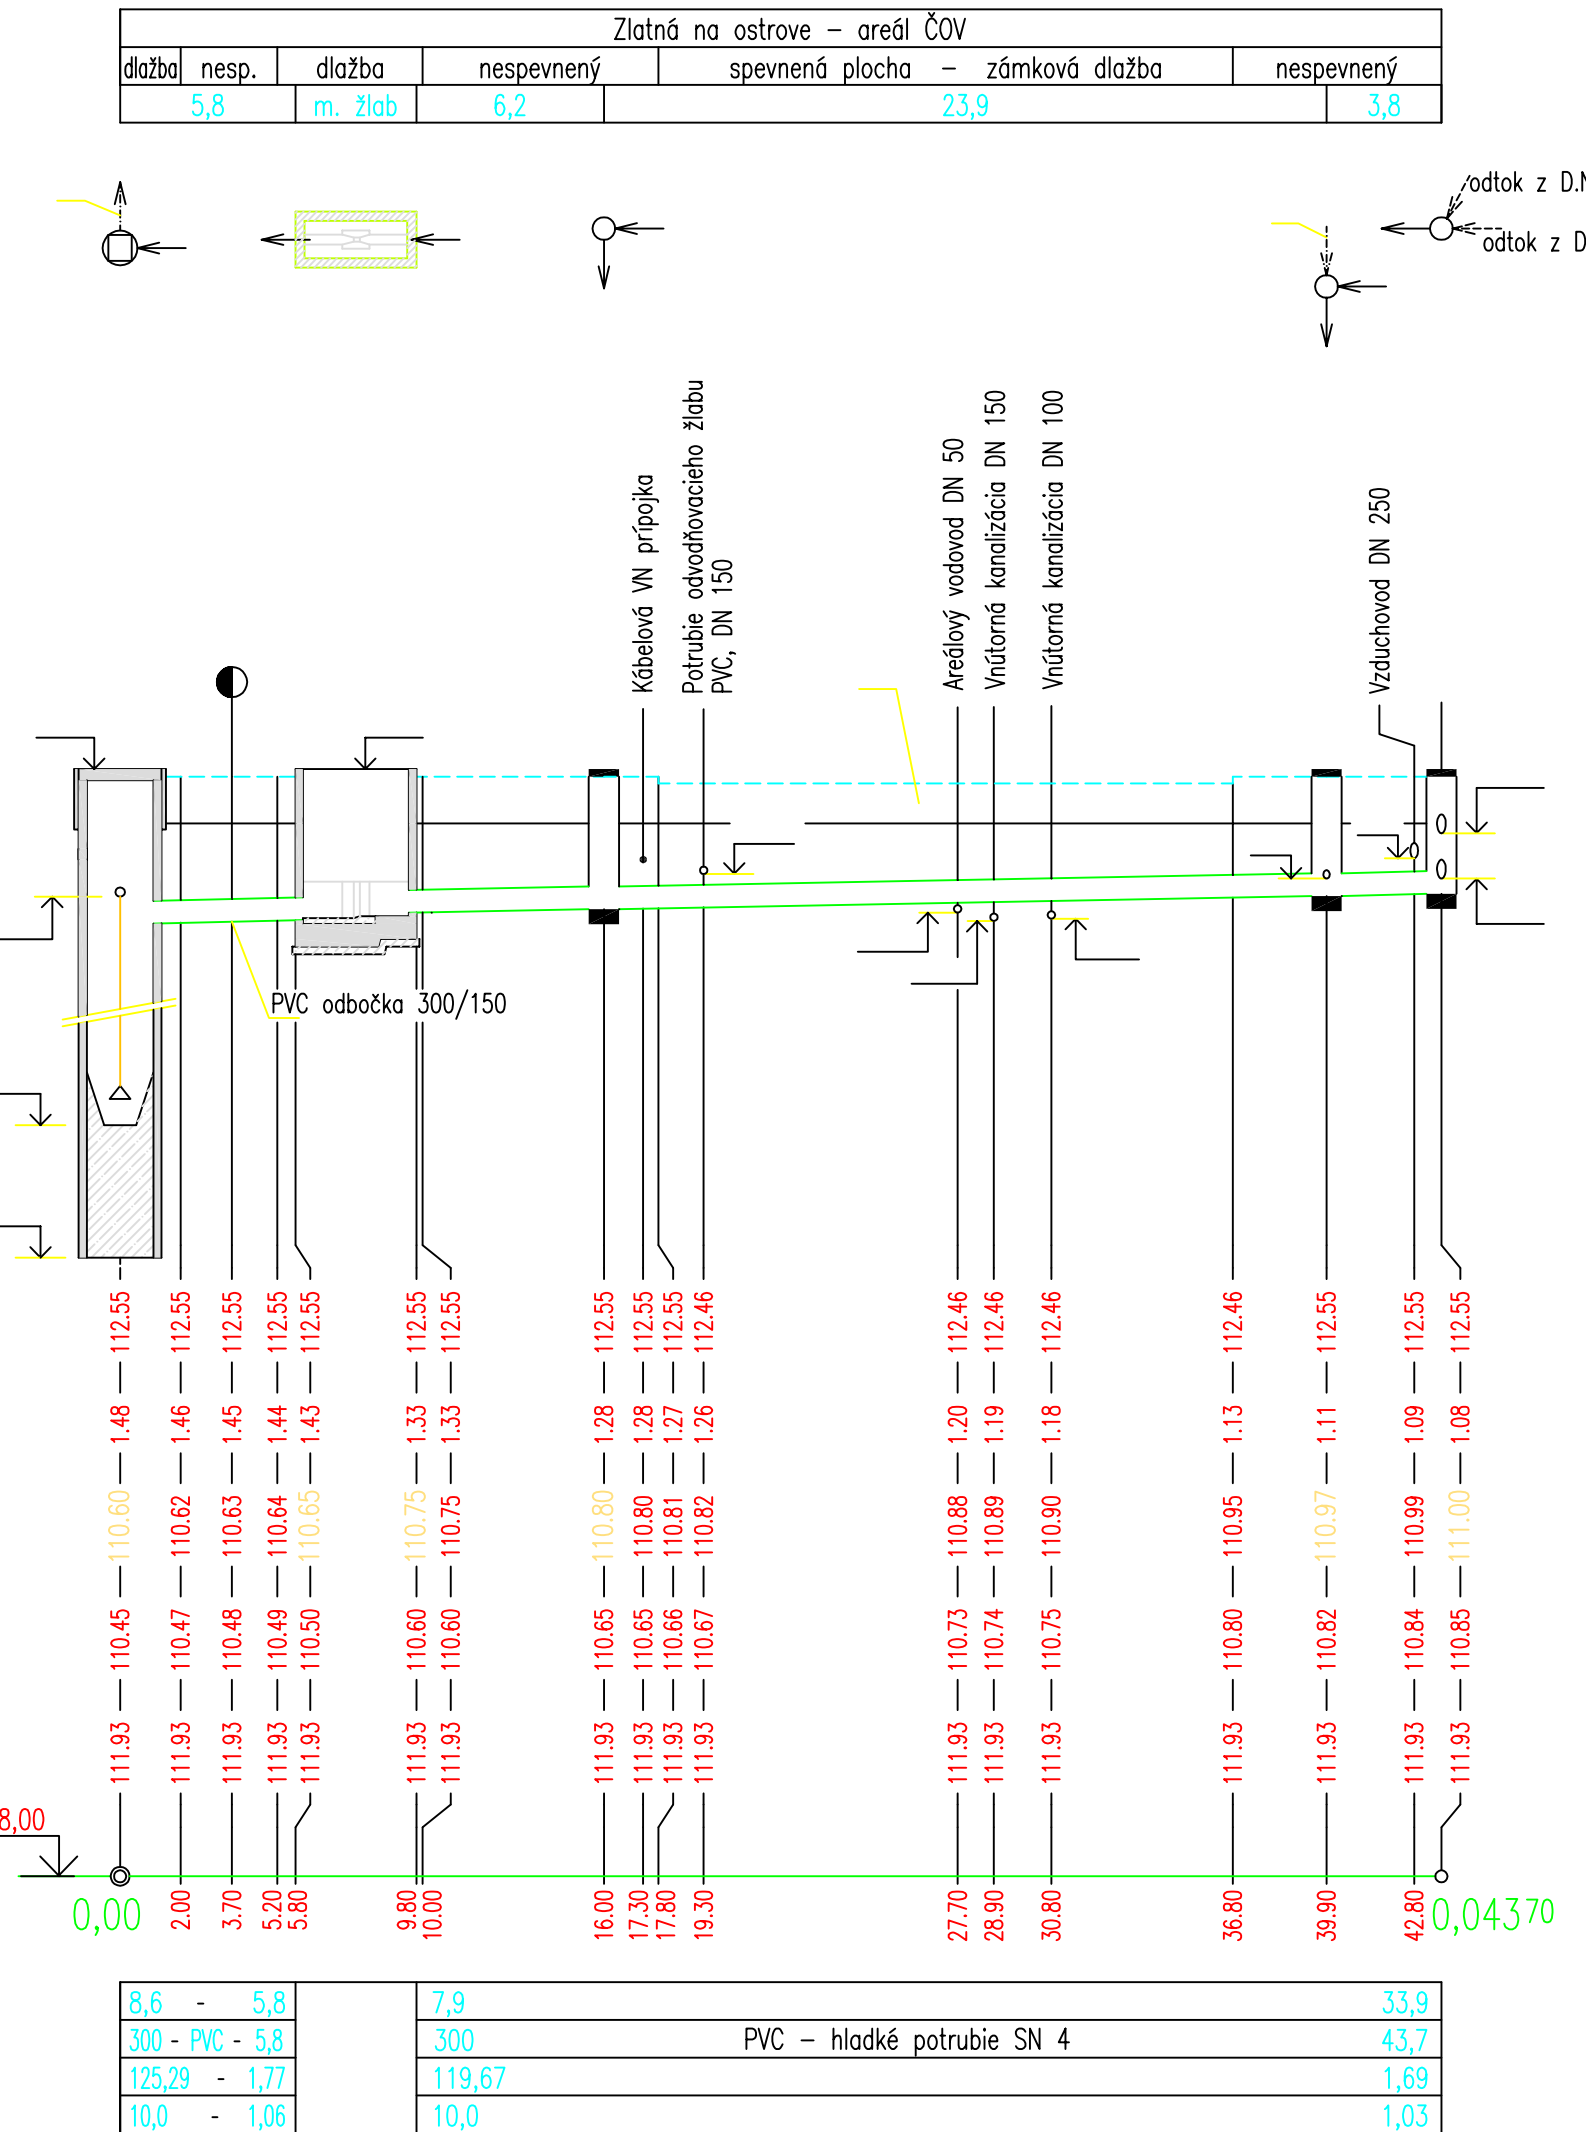 Zlatná na ostrove – areál ČOV
dlažba nesp. dlažba nespevnený spevnená plocha – zámková dlažba nespevnený
5,8 m. žlab 6,2 23,9 3,8
odtok z D.
odtok z D
Kábelová VN prípojka
Potrubie odvodňovacieho žlabu
PVC, DN 150
Areálový vodovod DN 50
Vnútorná kanalizácia DN 150
Vnútorná kanalizácia DN 100
Vzduchovod DN 250
PVC odbočka 300/150
112.55 112.55 112.55 112.55 112.55 112.55 112.55 112.55 112.55 112.55 112.46 112.46 112.46 112.46 112.46 112.55 112.55 112.55
1.48 1.46 1.45 1.44 1.43 1.33 1.33 1.28 1.28 1.27 1.26 1.20 1.19 1.18 1.13 1.11 1.09 1.08
110.60 110.62 110.63 110.64 110.65 110.75 110.75 110.80 110.80 110.81 110.82 110.88 110.89 110.90 110.95 110.97 110.99 111.00
110.45 110.47 110.48 110.49 110.50 110.60 110.60 110.65 110.65 110.66 110.67 110.73 110.74 110.75 110.80 110.82 110.84 110.85
111.93 111.93 111.93 111.93 111.93 111.93 111.93 111.93 111.93 111.93 111.93 111.93 111.93 111.93 111.93 111.93 111.93 111.93
8,00
0,00 2.00 3.70 5.20 5.80 9.80 10.00 16.00 17.30 17.80 19.30 27.70 28.90 30.80 36.80 39.90 42.80 0,04370
8,6 - 5,8 7,9 33,9
300 - PVC - 5,8 300 PVC – hladké potrubie SN 4 43,7
125,29 - 1,77 119,67 1,69
10,0 - 1,06 10,0 1,03